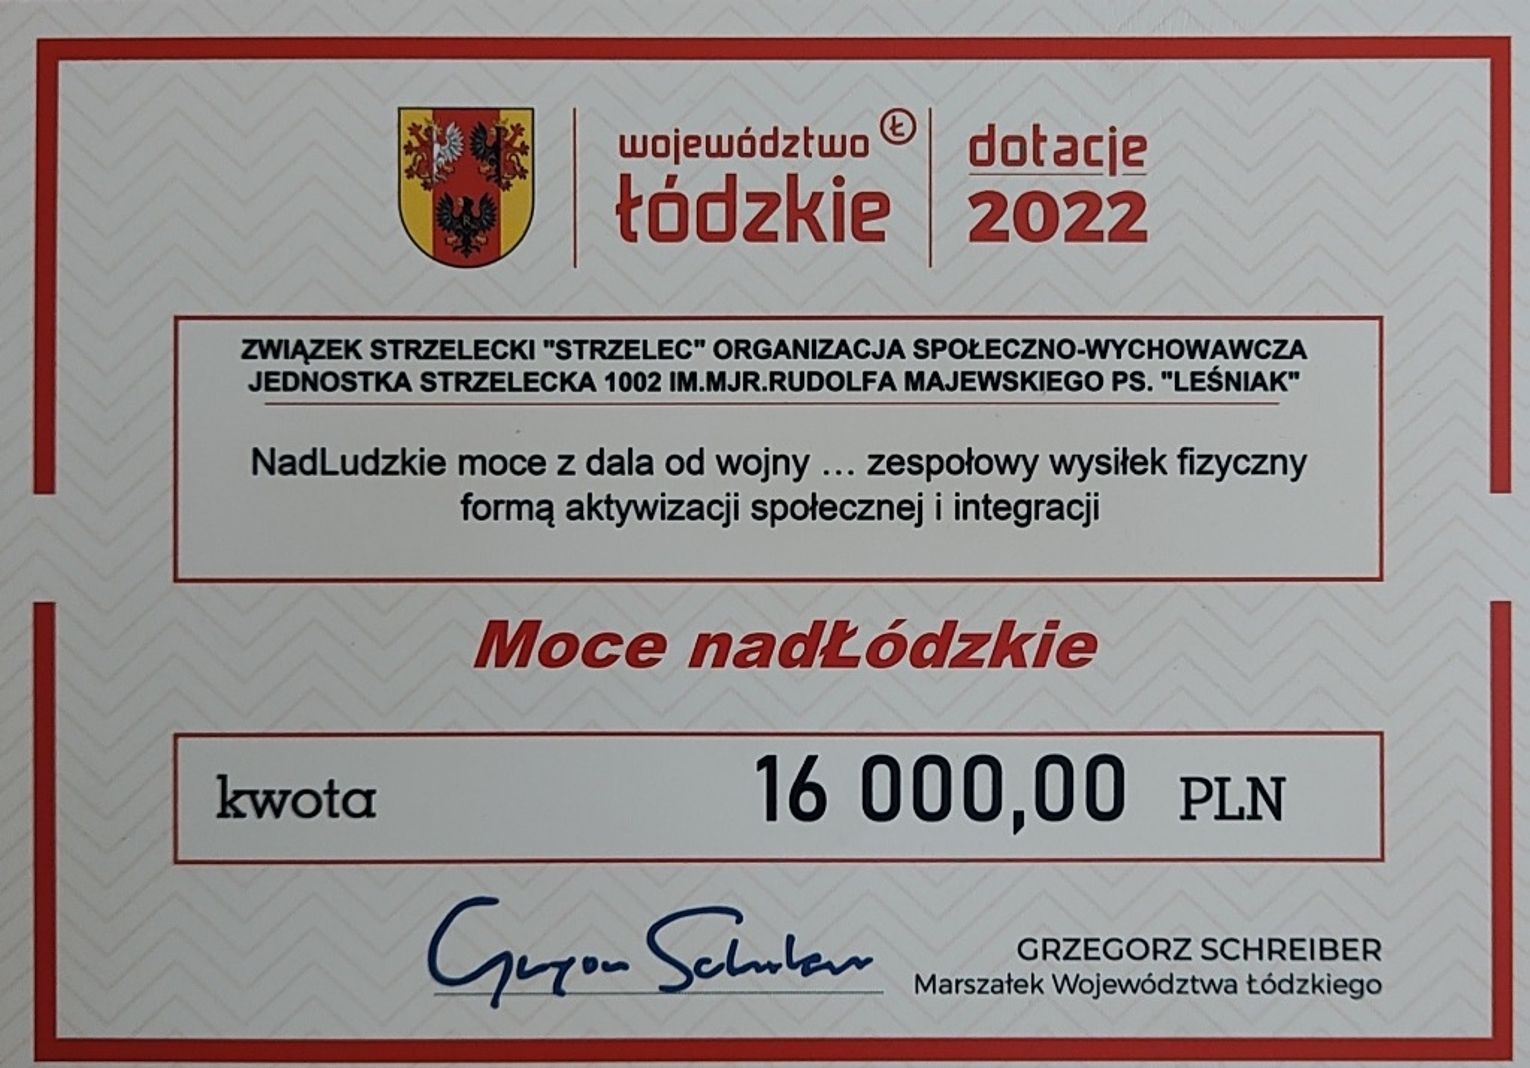 województwo Ł
łódzkie
dotacje
2022
ZWIĄZEK STRZELECKI "STRZELEC" ORGANIZACJA SPOŁECZNO-WYCHOWAWCZA
JEDNOSTKA STRZELECKA 1002 IM.MJR.RUDOLFA MAJEWSKIEGO PS. "LEŚNIAK"
NadLudzkie moce z dala od wojny ... zespołowy wysiłek fizyczny
formą aktywizacji społecznej i integracji
Moce nadŁódzkie
kwota 16 000,00 PLN
Grzegorz Schreiber
GRZEGORZ SCHREIBER
Marszałek Województwa Łódzkiego